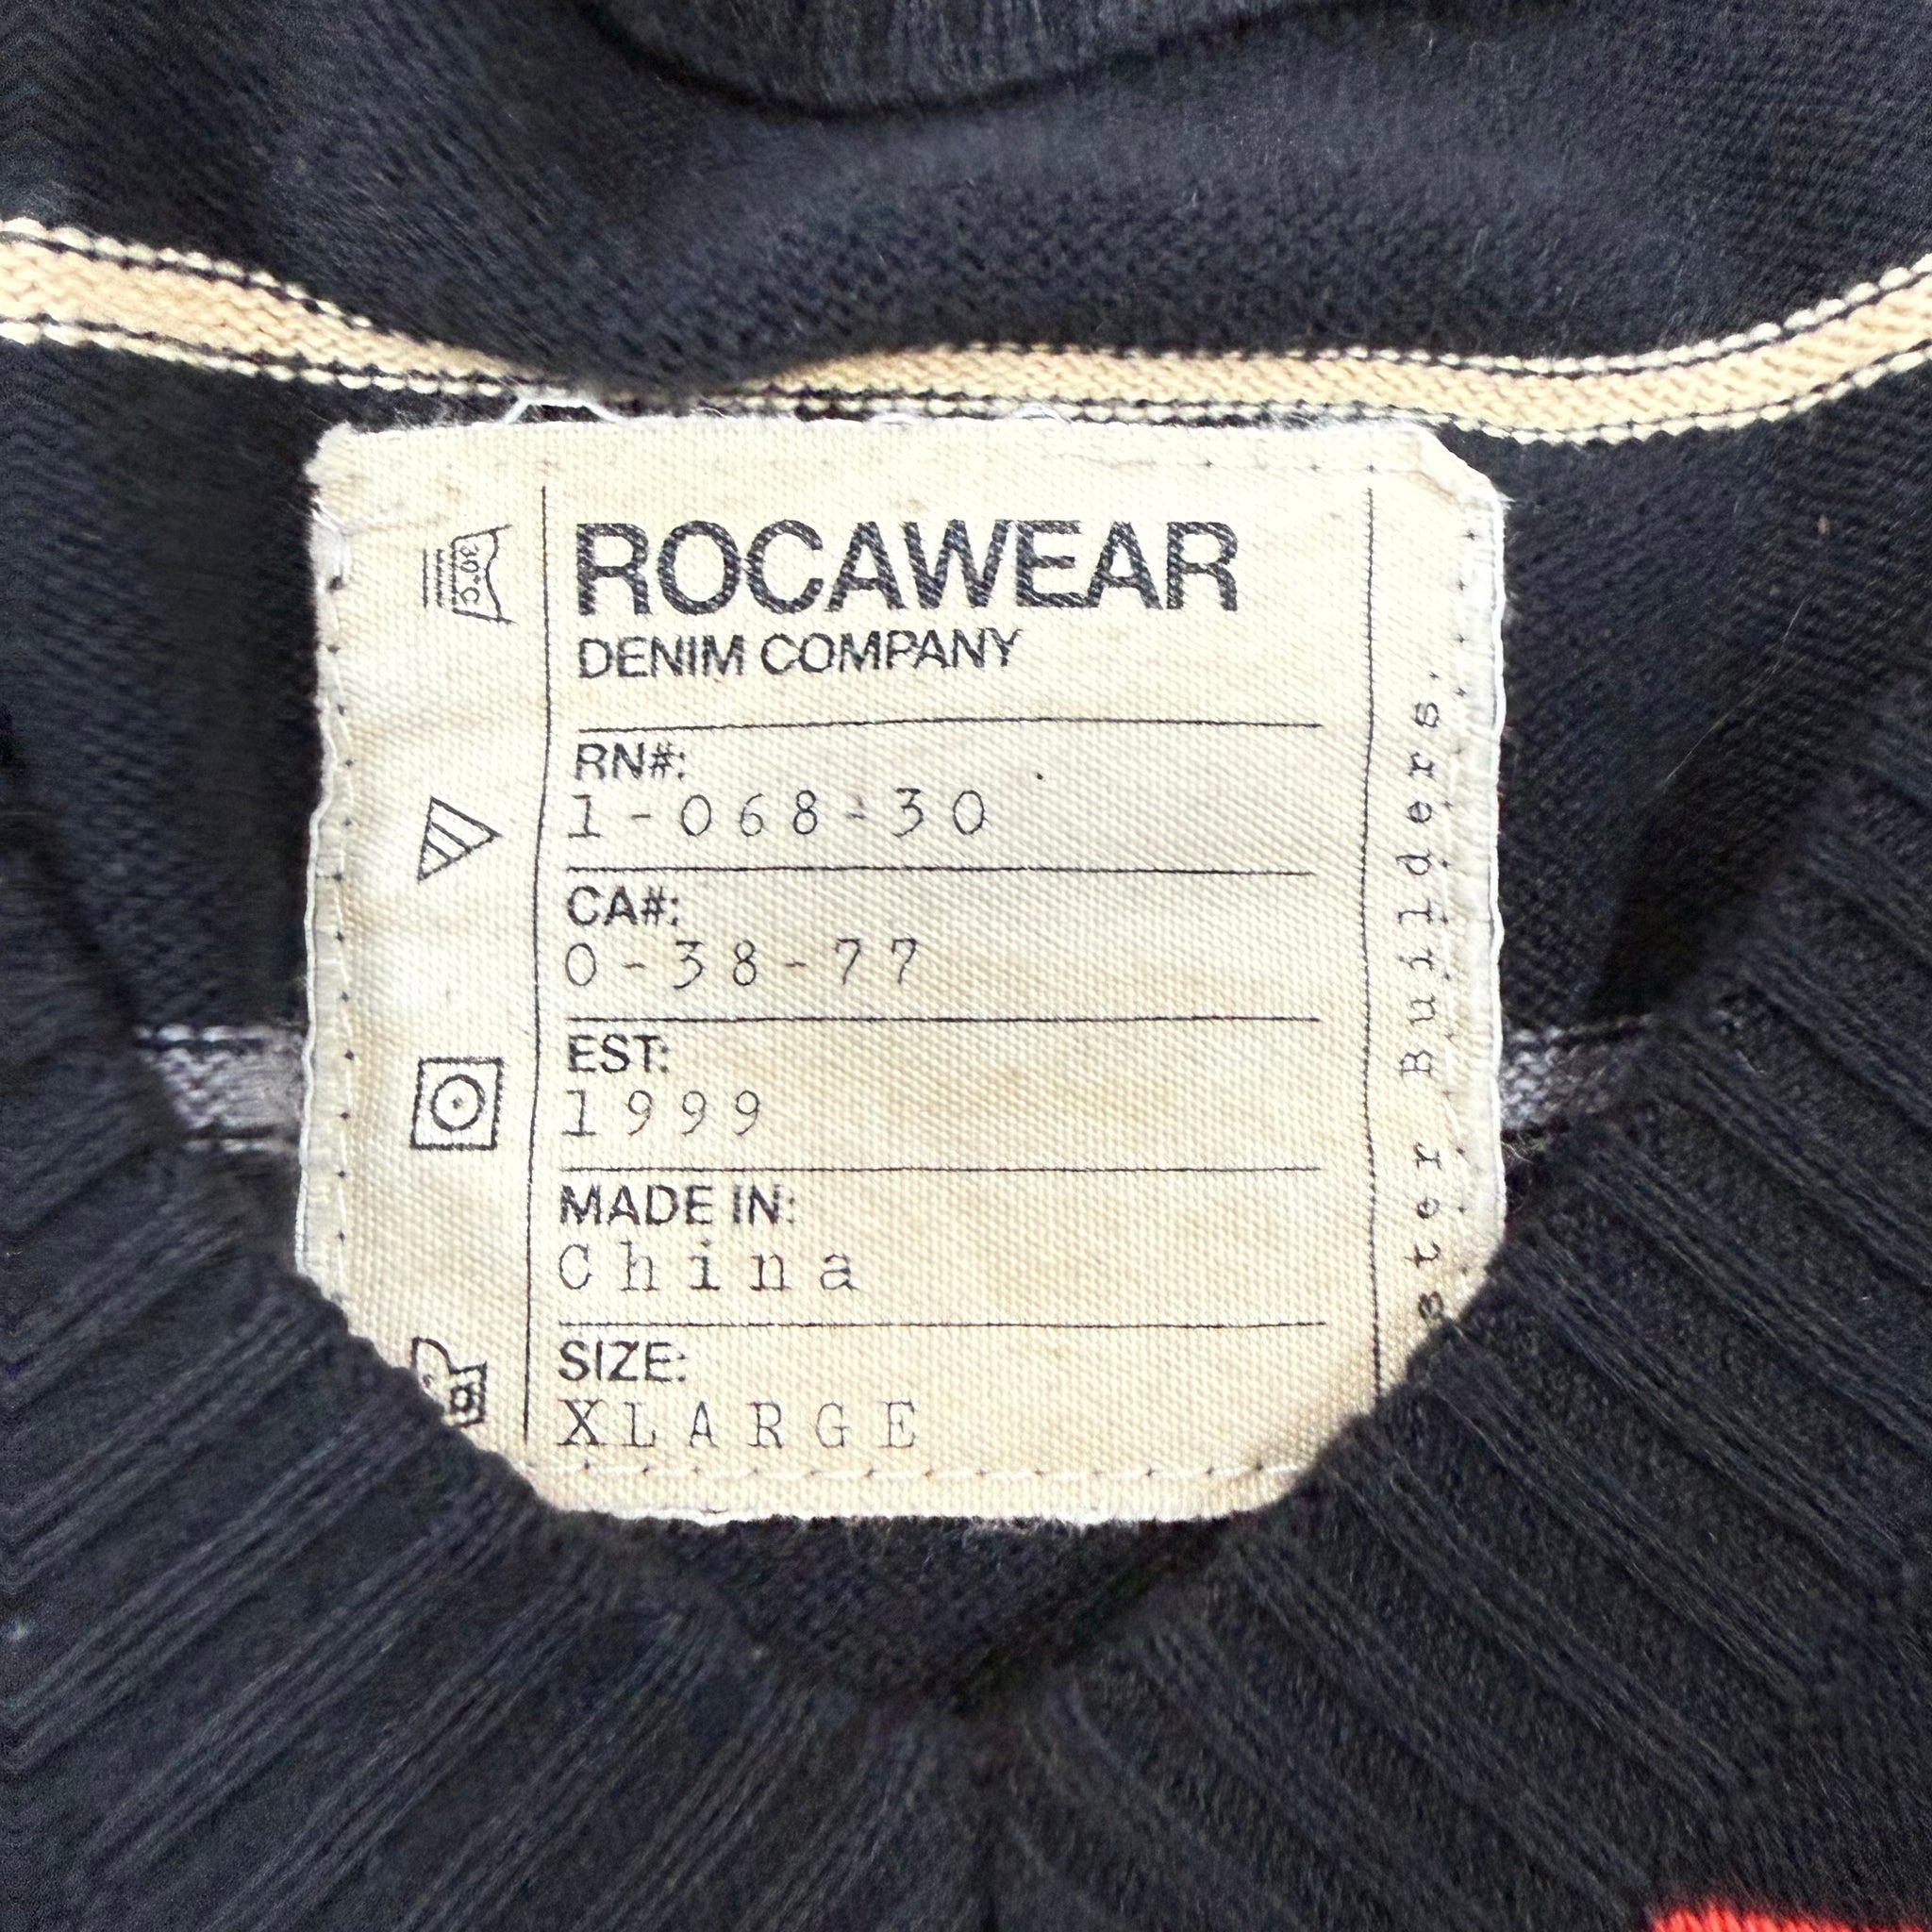 ROCAWEAR
DENIM COMPANY
RN#:
1-068-30
CA#:
0-38-77
EST:
1999
MADE IN:
China
SIZE:
XLARGE
30°C
Builders.